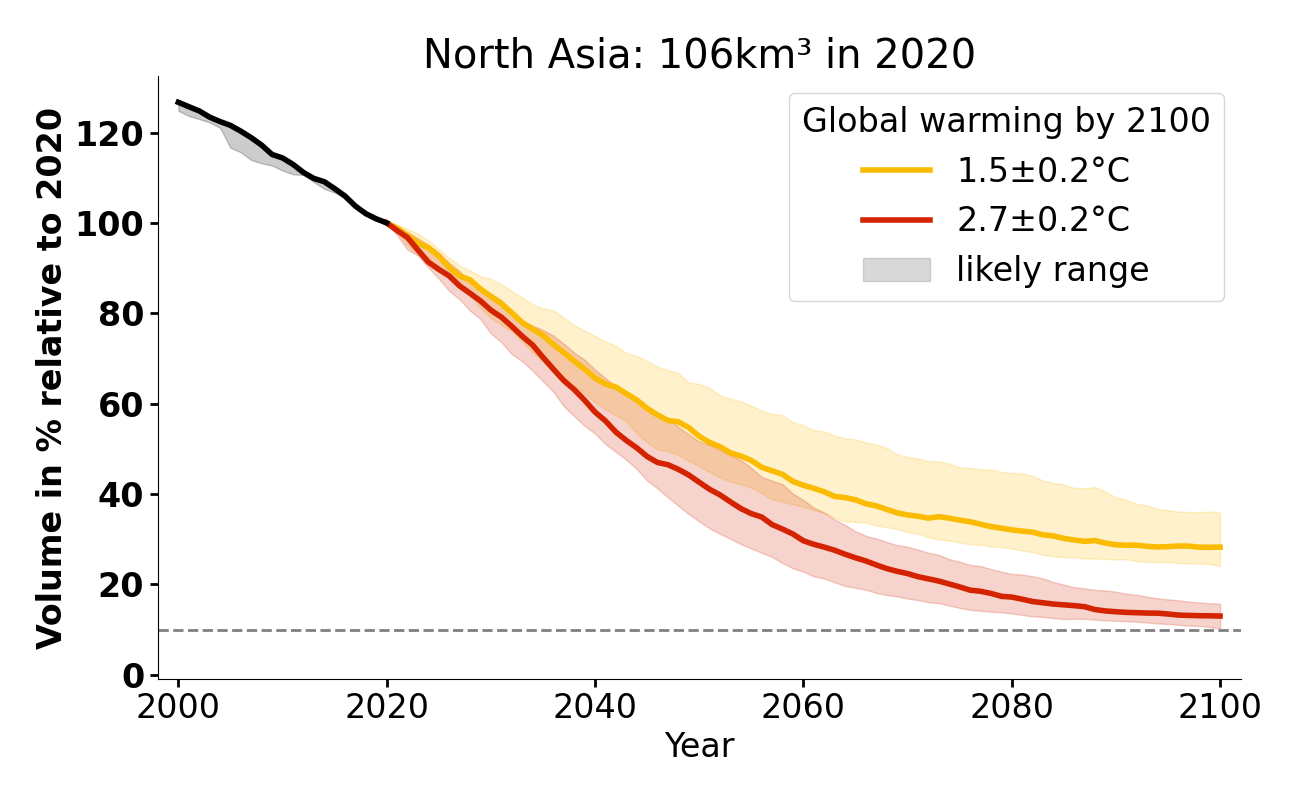 North Asia: 106km³ in 2020
Volume in % relative to 2020
120
100
80
60
40
20
0
Global warming by 2100
1.5±0.2°C
2.7±0.2°C
likely range
2000 2020 2040 2060 2080 2100
Year